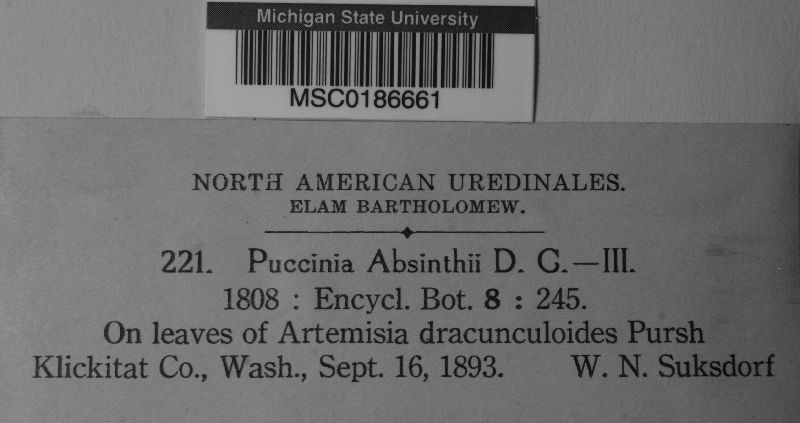 Michigan State University
MSC0186661
NORTH AMERICAN UREDINALES.
ELAM BARTHOLOMEW.
221. Puccinia Absinthii D. C.—III.
1808 : Encycl. Bot. 8 : 245.
On leaves of Artemisia dracunculoides Pursh
Klickitat Co., Wash., Sept. 16, 1893. W. N. Suksdorf